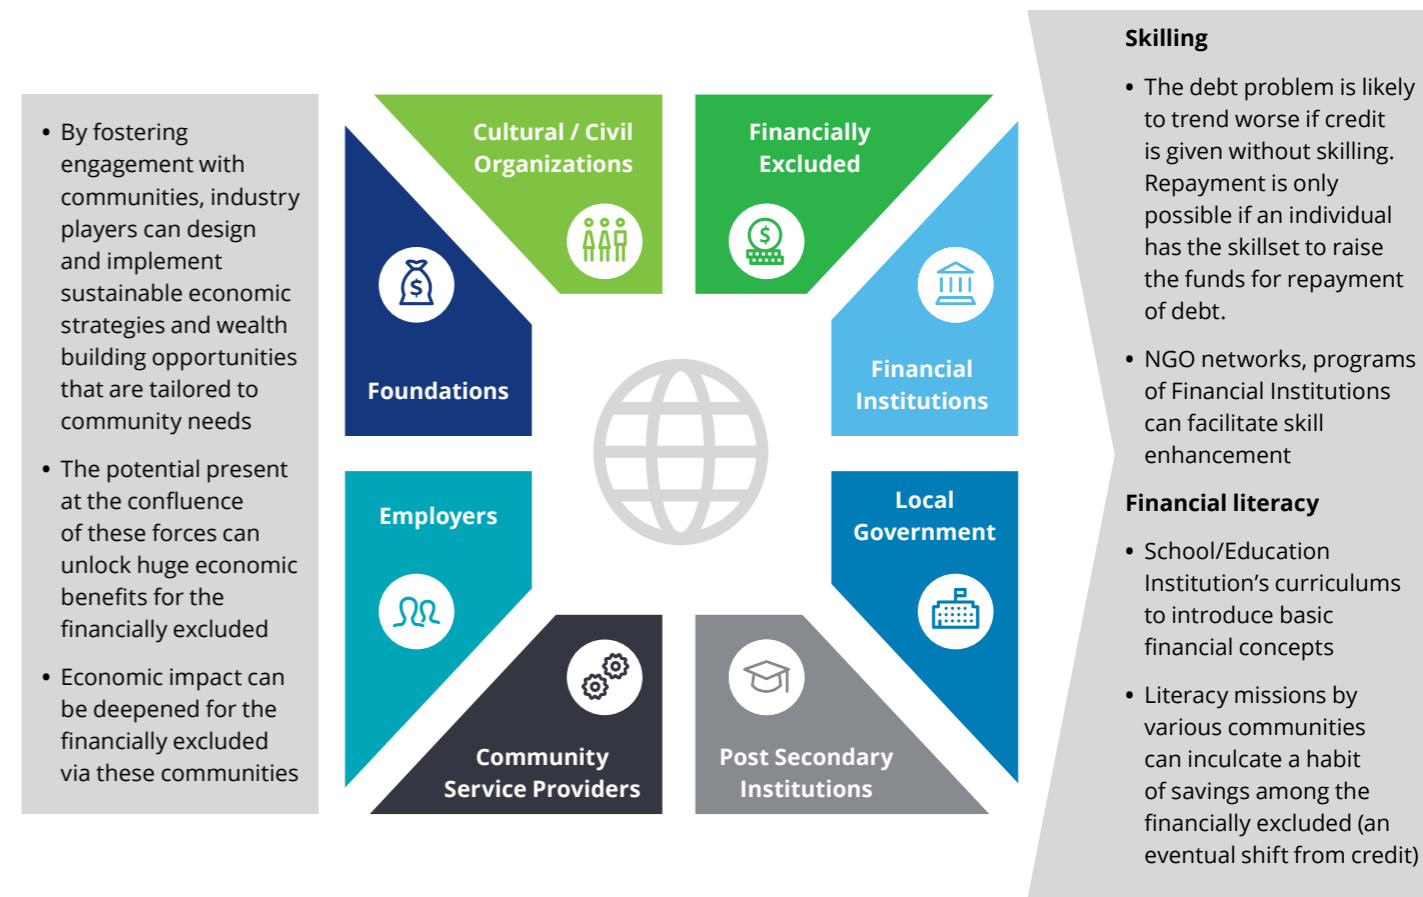 • By fostering
engagement with
communities, industry
players can design
and implement
sustainable economic
strategies and wealth
building opportunities
that are tailored to
community needs
• The potential present
at the confluence
of these forces can
unlock huge economic
benefits for the
financially excluded
• Economic impact can
be deepened for the
financially excluded
via these communities
Cultural / Civil
Organizations
Financially
Excluded
$
$
Foundations
Financial
Institutions
Employers
Local
Government
Community
Service Providers
Post Secondary
Institutions
Skilling
• The debt problem is likely
to trend worse if credit
is given without skilling.
Repayment is only
possible if an individual
has the skillset to raise
the funds for repayment
of debt.
• NGO networks, programs
of Financial Institutions
can facilitate skill
enhancement
Financial literacy
• School/Education
Institution’s curriculums
to introduce basic
financial concepts
• Literacy missions by
various communities
can inculcate a habit
of savings among the
financially excluded (an
eventual shift from credit)